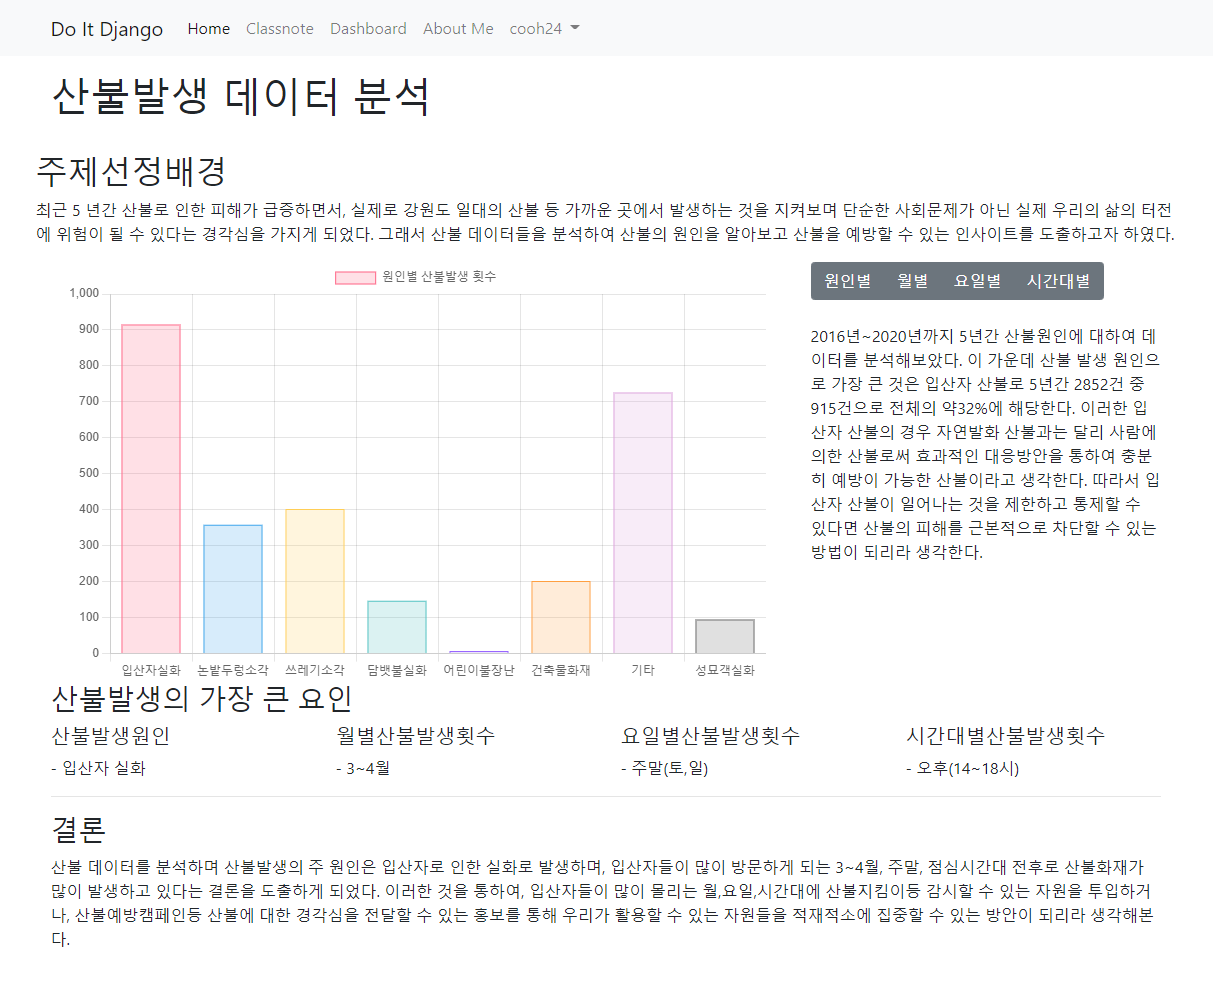 Do It Django Home Classnote Dashboard About Me cooh24
산불발생 데이터 분석
주제선정배경
최근 5 년간 산불로 인한 피해가 급증하면서, 실제로 강원도 일대의 산불 등 가까운 곳에서 발생하는 것을 지켜보며 단순한 사회문제가 아닌 실제 우리의 삶의 터전
에 위험이 될 수 있다는 경각심을 가지게 되었다. 그래서 산불 데이터들을 분석하여 산불의 원인을 알아보고 산불을 예방할 수 있는 인사이트를 도출하고자 하였다.
원인별 산불발생 횟수
1,000
900
800
700
600
500
400
300
200
100
0
입산자실화 논밭두렁소각 쓰레기소각 담뱃불실화 어린이불장난 건축물화재 기타 성묘객실화
원인별 월별 요일별 시간대별
2016년~2020년까지 5년간 산불원인에 대하여 데
이터를 분석해보았다. 이 가운데 산불 발생 원인으
로 가장 큰 것은 입산자 산불로 5년간 2852건 중
915건으로 전체의 약32%에 해당한다. 이러한 입
산자 산불의 경우 자연발화 산불과는 달리 사람에
의한 산불로써 효과적인 대응방안을 통하여 충분
히 예방이 가능한 산불이라고 생각한다. 따라서 입
산자 산불이 일어나는 것을 제한하고 통제할 수
있다면 산불의 피해를 근본적으로 차단할 수 있는
방법이 되리라 생각한다.
산불발생의 가장 큰 요인
산불발생원인 월별산불발생횟수 요일별산불발생횟수 시간대별산불발생횟수
- 입산자 실화 - 3~4월 - 주말(토,일) - 오후(14~18시)
결론
산불 데이터를 분석하며 산불발생의 주 원인은 입산자로 인한 실화로 발생하며, 입산자들이 많이 방문하게 되는 3~4월, 주말, 점심시간대 전후로 산불화재가
많이 발생하고 있다는 결론을 도출하게 되었다. 이러한 것을 통하여, 입산자들이 많이 몰리는 월,요일,시간대에 산불지킴이등 감시할 수 있는 자원을 투입하거
나, 산불예방캠페인등 산불에 대한 경각심을 전달할 수 있는 홍보를 통해 우리가 활용할 수 있는 자원들을 적재적소에 집중할 수 있는 방안이 되리라 생각해본
다.